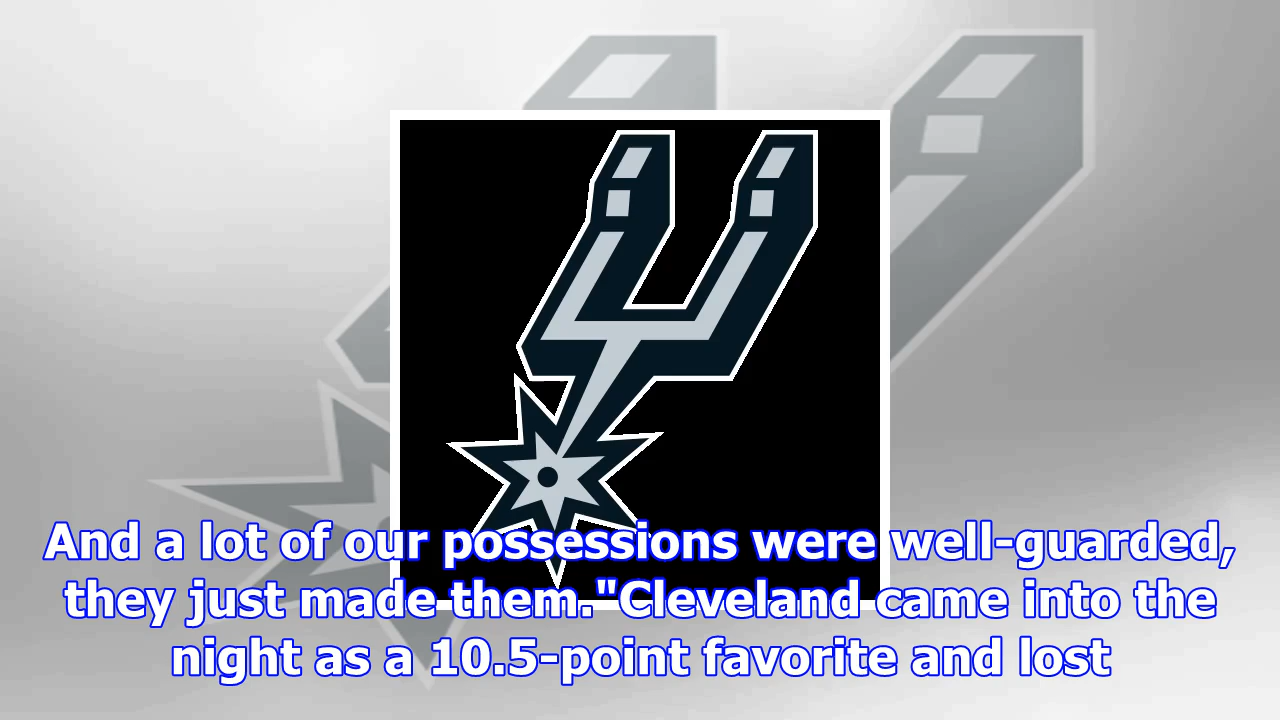 And a lot of our possessions were well-guarded,
they just made them."Cleveland came into the
night as a 10.5-point favorite and lost